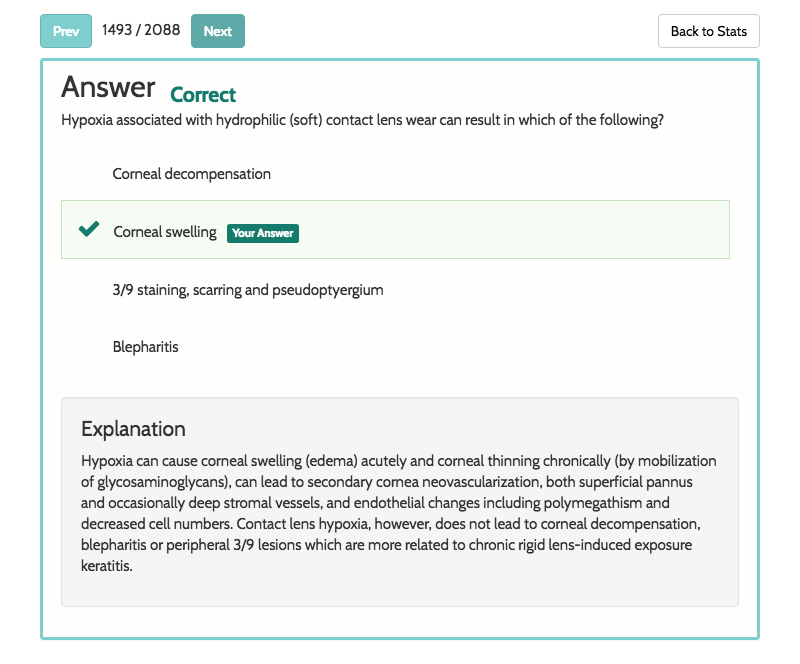 Prev 1493 / 2088 Next Back to Stats
Answer Correct
Hypoxia associated with hydrophilic (soft) contact lens wear can result in which of the following?
Corneal decompensation
Corneal swelling Your Answer
3/9 staining, scarring and pseudoptyergium
Blepharitis
Explanation
Hypoxia can cause corneal swelling (edema) acutely and corneal thinning chronically (by mobilization
of glycosaminoglycans), can lead to secondary cornea neovascularization, both superficial pannus
and occasionally deep stromal vessels, and endothelial changes including polymegathism and
decreased cell numbers. Contact lens hypoxia, however, does not lead to corneal decompensation,
blepharitis or peripheral 3/9 lesions which are more related to chronic rigid lens-induced exposure
keratitis.